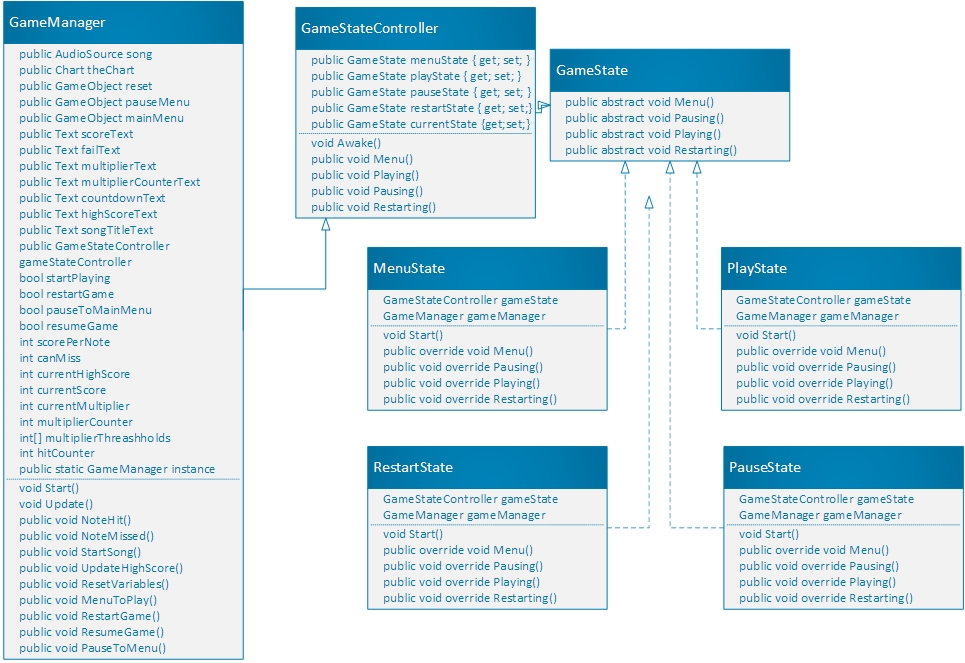 GameManager
public AudioSource song
public Chart theChart
public GameObject reset
public GameObject pauseMenu
public GameObject mainMenu
public Text scoreText
public Text failText
public Text multiplierText
public Text multiplierCounterText
public Text countdownText
public Text highScoreText
public Text songTitleText
public GameStateController
gameStateController
bool startPlaying
bool restartGame
bool pauseToMainMenu
bool resumeGame
int scorePerNote
int canMiss
int currentHighScore
int currentScore
int currentMultiplier
int multiplierCounter
int[] multiplierThreashholds
int hitCounter
public static GameManager instance
void Start()
void Update()
public void NoteHit()
public void NoteMissed()
public void StartSong()
public void UpdateHighScore()
public void ResetVariables()
public void MenuToPlay()
public void RestartGame()
public void ResumeGame()
public void PauseToMenu()
GameStateController
public GameState menuState { get; set; }
public GameState playState { get; set; }
public GameState pauseState { get; set; }
public GameState restartState { get; set;}
public GameState currentState {get;set;}
void Awake()
public void Menu()
public void Playing()
public void Pausing()
public void Restarting()
GameState
public abstract void Menu()
public abstract void Pausing()
public abstract void Playing()
public abstract void Restarting()
MenuState
GameStateController gameState
GameManager gameManager
void Start()
public override void Menu()
public void override Pausing()
public void override Playing()
public void override Restarting()
PlayState
GameStateController gameState
GameManager gameManager
void Start()
public override void Menu()
public void override Pausing()
public void override Playing()
public void override Restarting()
RestartState
GameStateController gameState
GameManager gameManager
void Start()
public override void Menu()
public void override Pausing()
public void override Playing()
public void override Restarting()
PauseState
GameStateController gameState
GameManager gameManager
void Start()
public override void Menu()
public void override Pausing()
public void override Playing()
public void override Restarting()